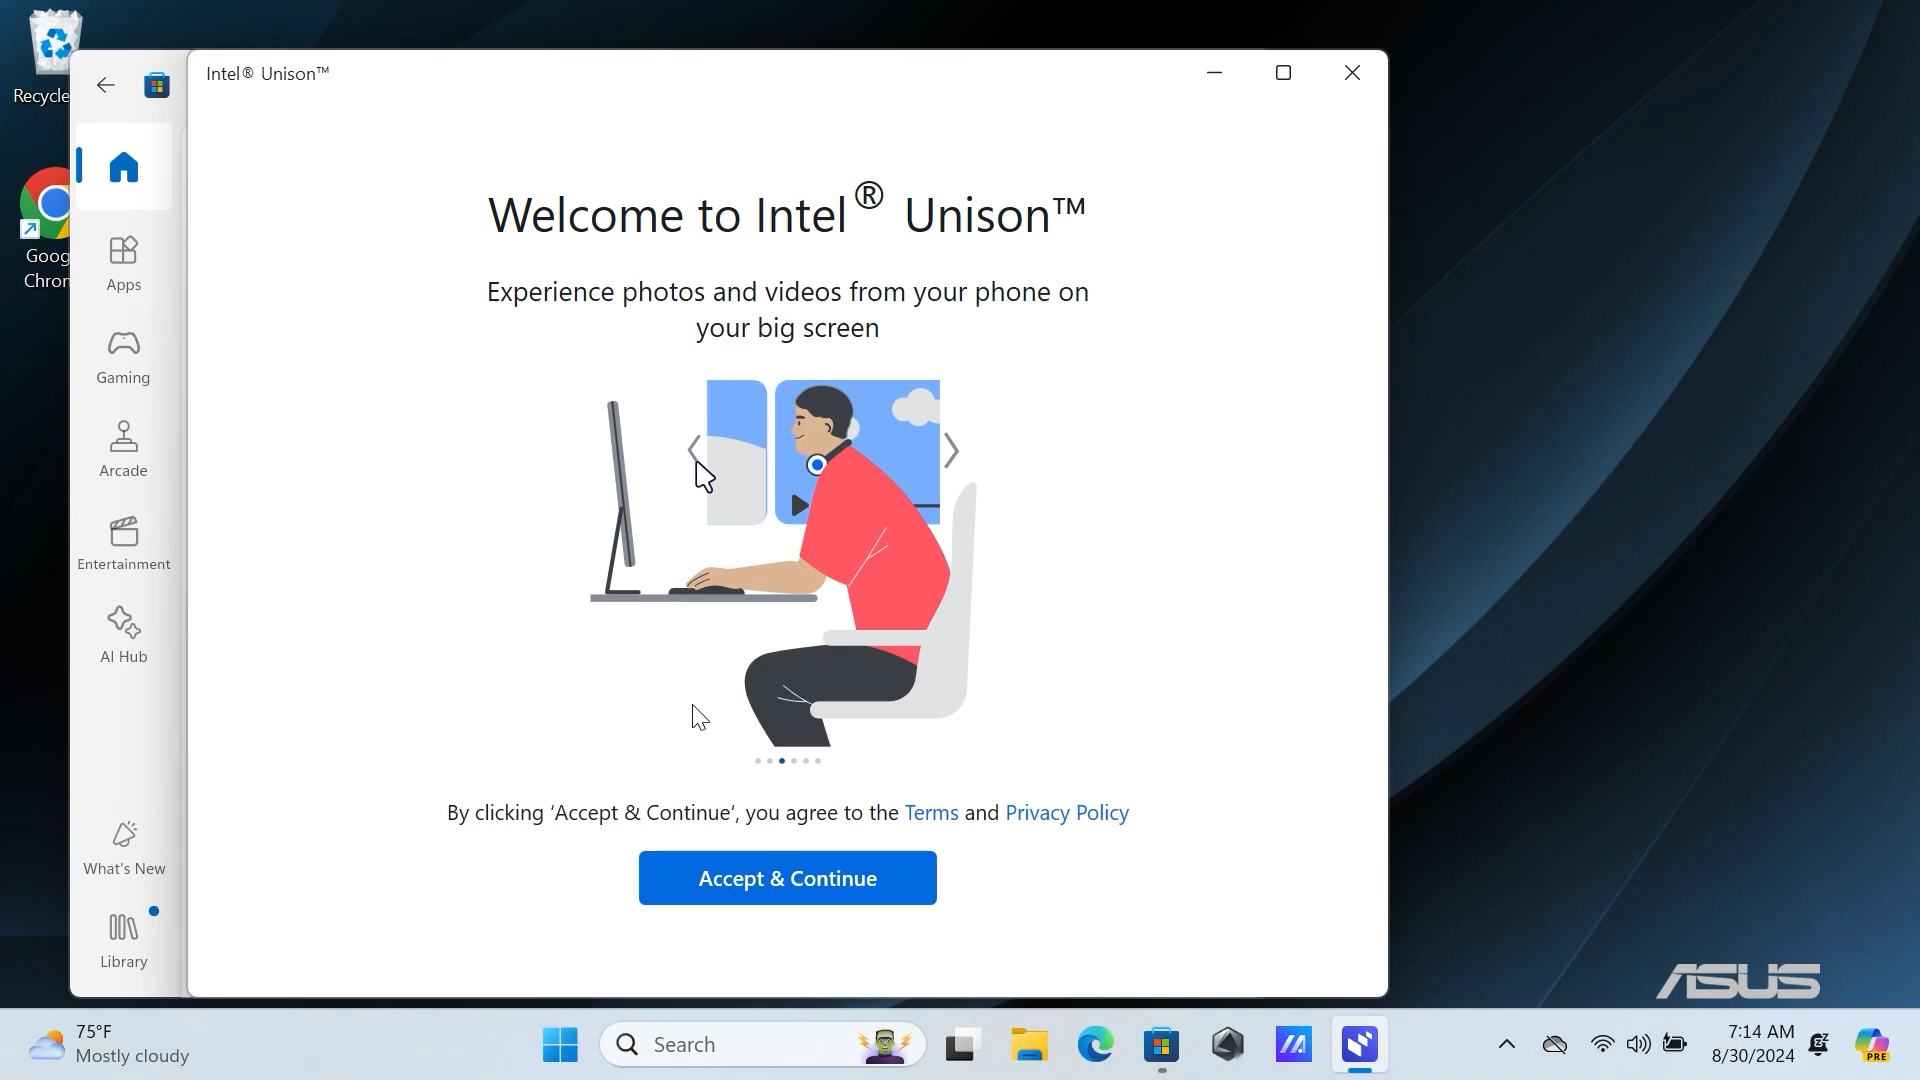 Recycle
Goog
Chron
Apps
Gaming
Arcade
Entertainment
AI Hub
What's New
Library
Intel® Unison™
Welcome to Intel® Unison™
Experience photos and videos from your phone on
your big screen
By clicking ‘Accept & Continue‘, you agree to the Terms and Privacy Policy
Accept & Continue
ASUS
75°F
Mostly cloudy
Search
7:14 AM
8/30/2024
PRE